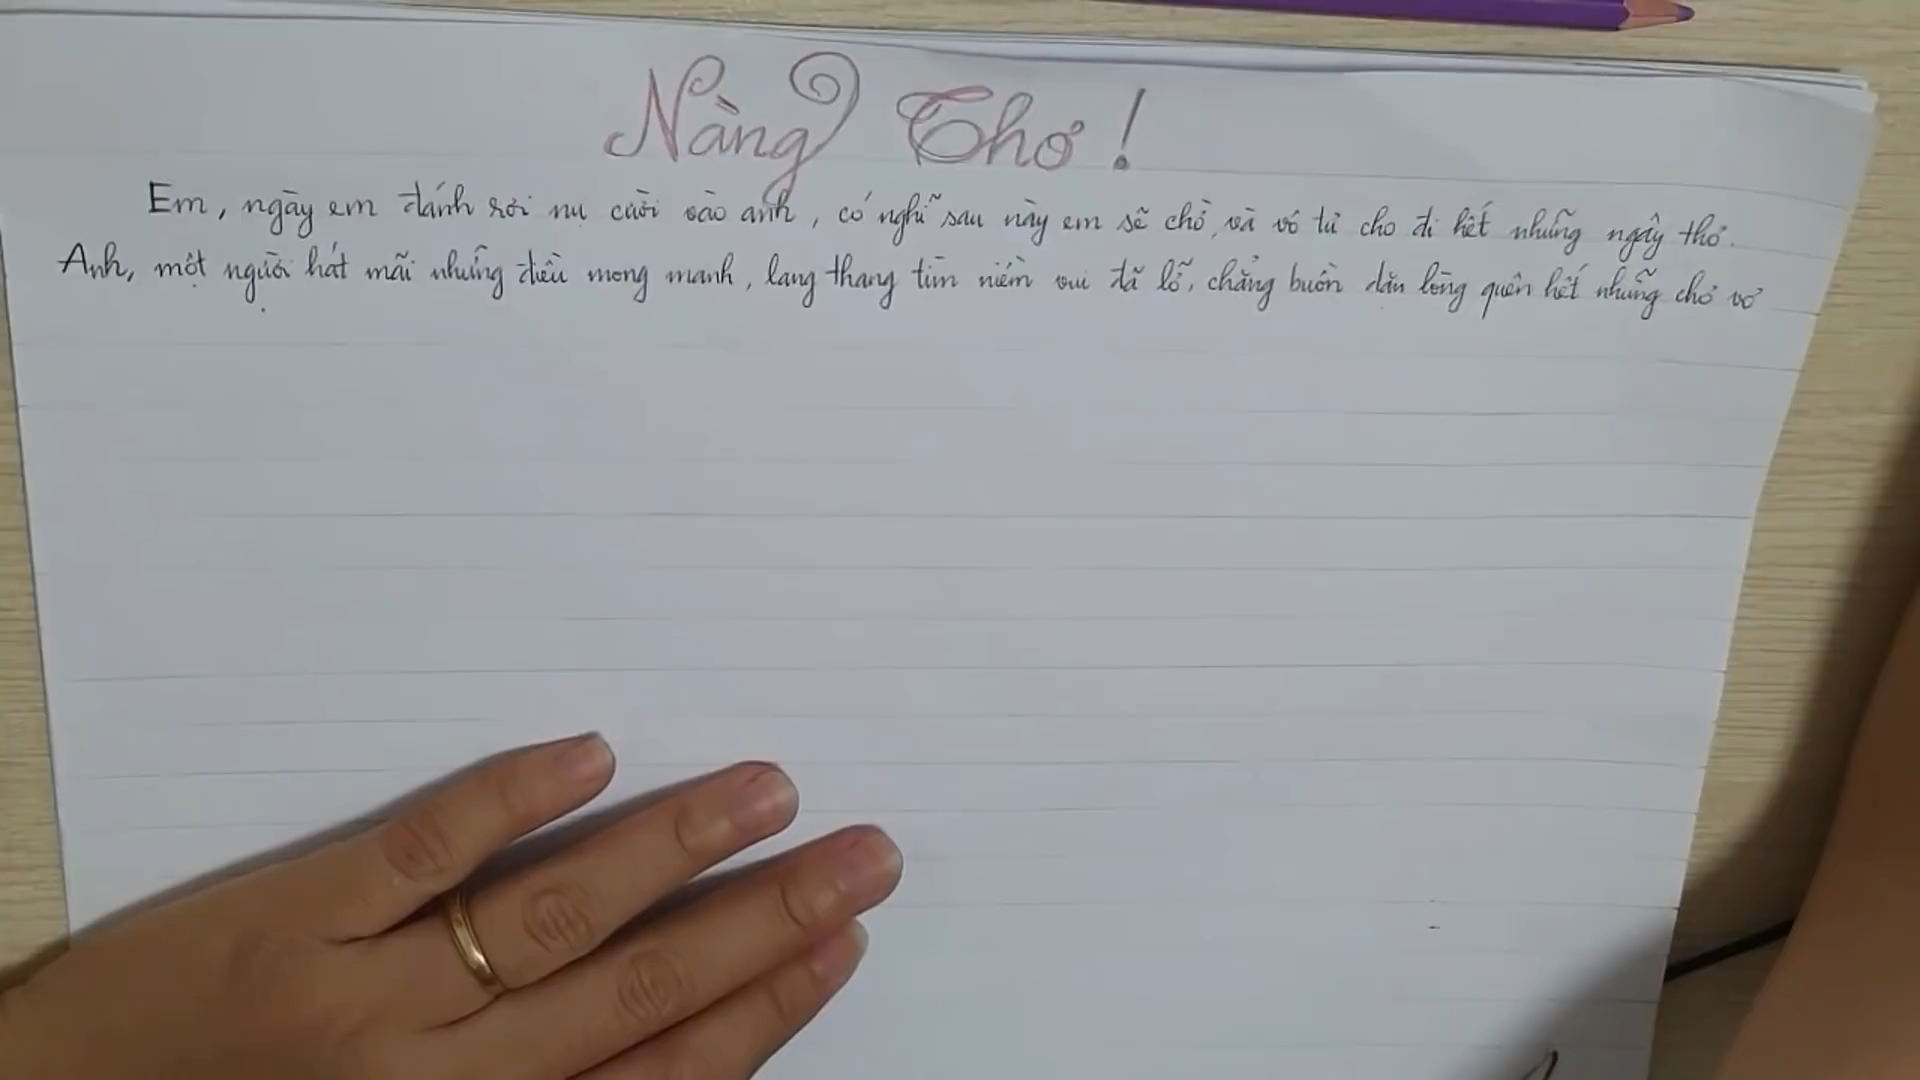 Nàng Thơ!
Em, ngày em đánh rơi nụ cười vào anh, có nghĩ sau này em sẽ chờ, và vô tư cho đi hết những ngây thơ.
Anh, một người hát mãi những điều mong manh, lang thang tìm niềm vui đã lỡ, chẳng buồn dặn lòng quên hết những chơ vơ